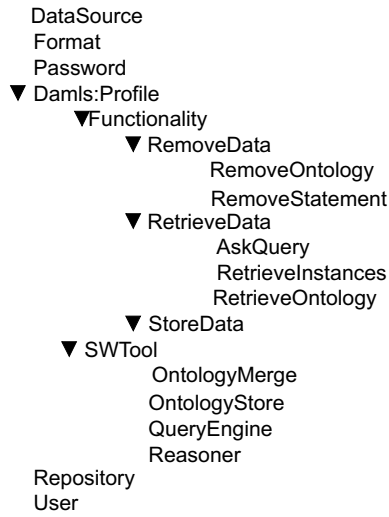 DataSource
Format
Password
▼ Damls:Profile
▼Functionality
▼ RemoveData
RemoveOntology
RemoveStatement
▼ RetrieveData
AskQuery
RetrieveInstances
RetrieveOntology
▼ StoreData
▼ SWTool
OntologyMerge
OntologyStore
QueryEngine
Reasoner
Repository
User